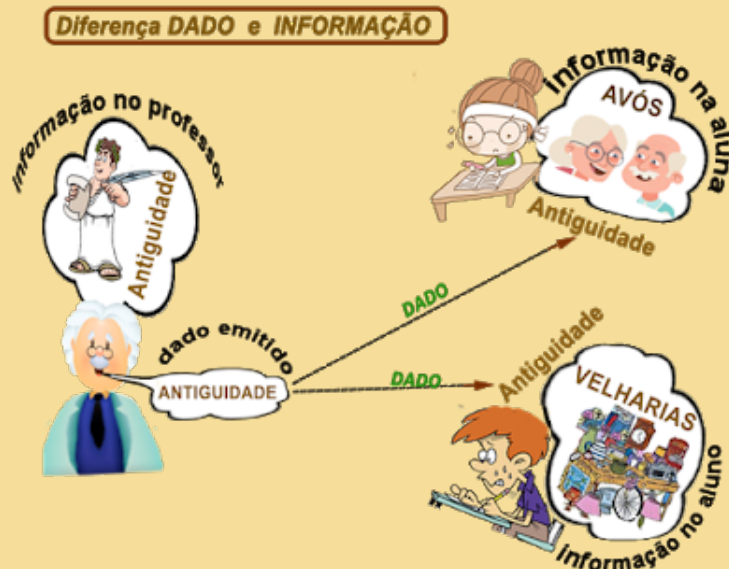 Diferença DADO e INFORMAÇÃO
informação no professor
Antiguidade
dado emitido
ANTIGUIDADE
DADO
DADO
informação na aluna
AVÓS
Antiguidade
Antiguidade
VELHARIAS
informação no aluno